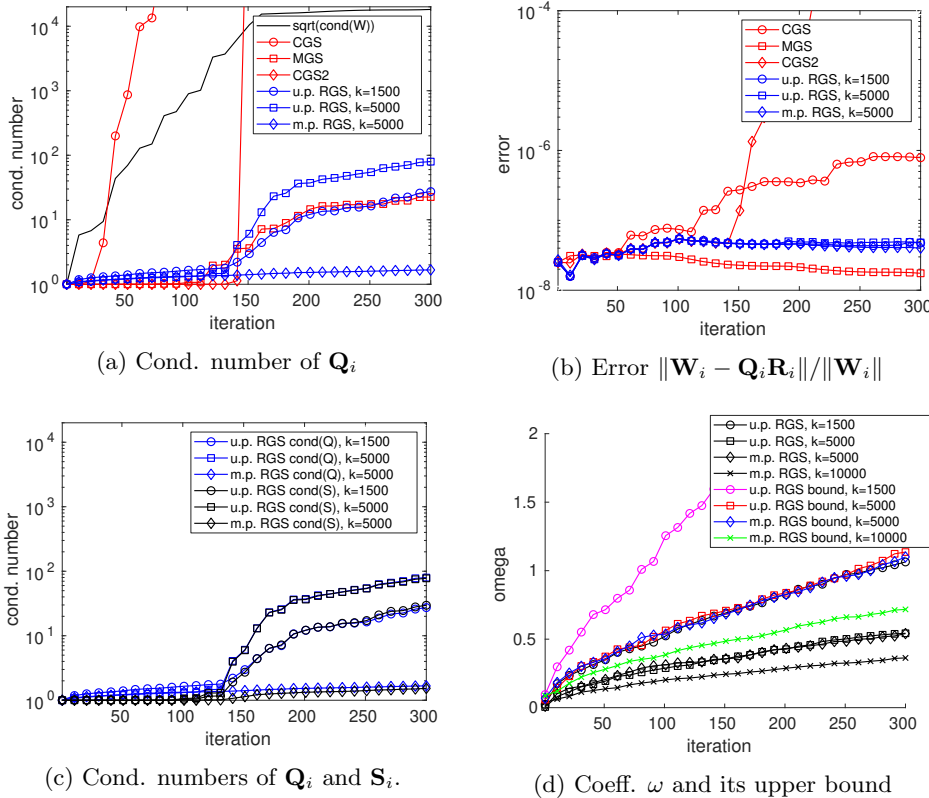 10^4
10^3
10^2
10^1
10^0
cond. number
50 100 150 200 250 300
iteration
sqrt(cond(W))
CGS
MGS
CGS2
u.p. RGS, k=1500
u.p. RGS, k=5000
m.p. RGS, k=5000
(a) Cond. number of Q_i
10^-4
10^-6
10^-8
error
50 100 150 200 250 300
iteration
CGS
MGS
CGS2
u.p. RGS, k=1500
u.p. RGS, k=5000
m.p. RGS, k=5000
(b) Error ‖W_i − Q_iR_i‖/‖W_i‖
10^4
10^3
10^2
10^1
10^0
cond. number
50 100 150 200 250 300
iteration
u.p. RGS cond(Q), k=1500
u.p. RGS cond(Q), k=5000
m.p. RGS cond(Q), k=5000
u.p. RGS cond(S), k=1500
u.p. RGS cond(S), k=5000
m.p. RGS cond(S), k=5000
(c) Cond. numbers of Q_i and S_i.
2
1.5
1
0.5
0
omega
50 100 150 200 250 300
iteration
u.p. RGS, k=1500
u.p. RGS, k=5000
m.p. RGS, k=5000
m.p. RGS, k=10000
u.p. RGS bound, k=1500
u.p. RGS bound, k=5000
m.p. RGS bound, k=5000
m.p. RGS bound, k=10000
(d) Coeff. ω and its upper bound